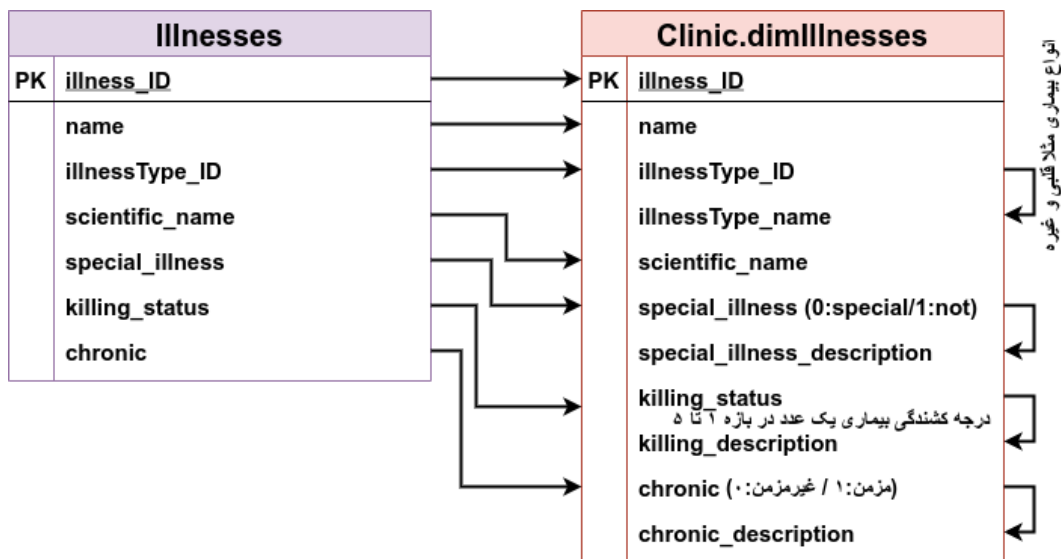 Illnesses
PK illness_ID
name
illnessType_ID
scientific_name
special_illness
killing_status
chronic
Clinic.dimIllnesses
PK illness_ID
name
illnessType_ID
illnessType_name
scientific_name
special_illness (0:special/1:not)
special_illness_description
killing_status
درجه کشندگی بیماری یک عدد در بازه ۱ تا ۵
killing_description
chronic (مزمن:۱ / غیرمزمن:۰)
chronic_description
انواع بیماری مثلا قلبی و غیره